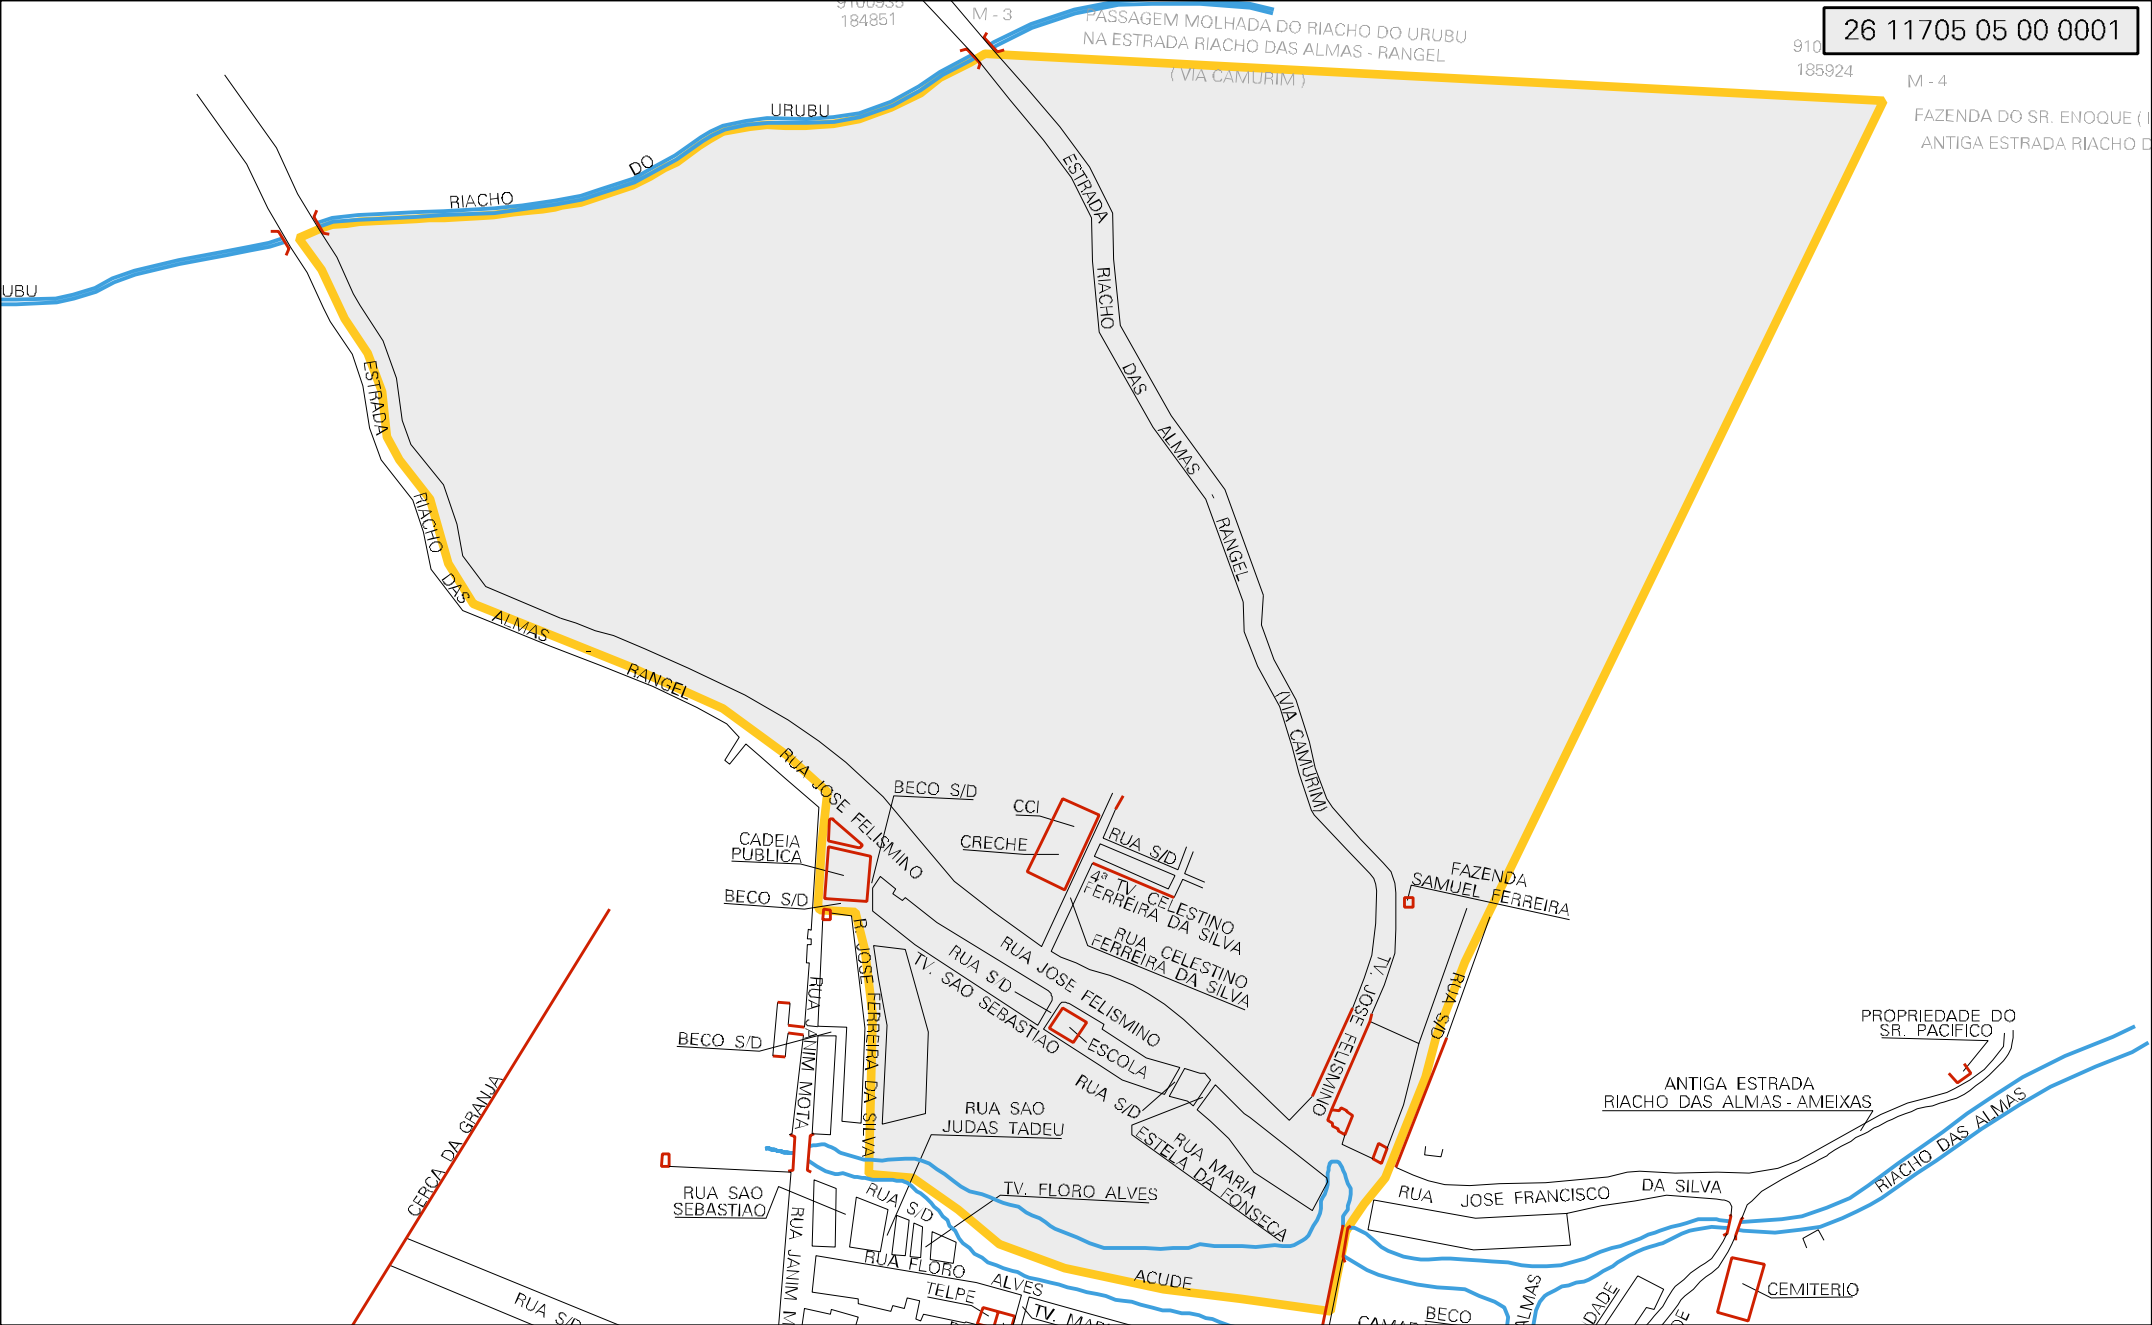 184851
M - 3
PASSAGEM MOLHADA DO RIACHO DO URUBU
NA ESTRADA RIACHO DAS ALMAS - RANGEL
( VIA CAMURIM )
26 11705 05 00 0001
185924
M - 4
FAZENDA DO SR. ENOQUE (
ANTIGA ESTRADA RIACHO
RIACHO DO URUBU
UBU
ESTRADA RIACHO DAS ALMAS - RANGEL
ESTRADA RIACHO DAS ALMAS - RANGEL (VIA CAMURIM)
RUA JOSE FELISMINO
BECO S/D
CADEIA
PUBLICA
BECO S/D
CCI
CRECHE
RUA S/D
4ª TV. CELESTINO
FERREIRA DA SILVA
RUA CELESTINO
FERREIRA DA SILVA
FAZENDA
SAMUEL FERREIRA
RUA JOSE FELISMINO
RUA S/D
TV. SAO SEBASTIAO
R. JOSE FERREIRA DA SILVA
RUA JANIM MOTA
BECO S/D
ESCOLA
RUA S/D
TV. JOSE FELISMINO
RUA S/D
RUA MARIA
ESTELA DA FONSECA
RUA SAO
JUDAS TADEU
TV. FLORO ALVES
RUA SAO
SEBASTIAO
RUA S/D
RUA FLORO ALVES
RUA JANIM M
TELPE
TV. MAR
ACUDE
CERCA DA GRANJA
RUA S/D
PROPRIEDADE DO
SR. PACIFICO
ANTIGA ESTRADA
RIACHO DAS ALMAS - AMEIXAS
RIACHO DAS ALMAS
RUA JOSE FRANCISCO DA SILVA
CEMITERIO
BECO
ALMAS
DADE